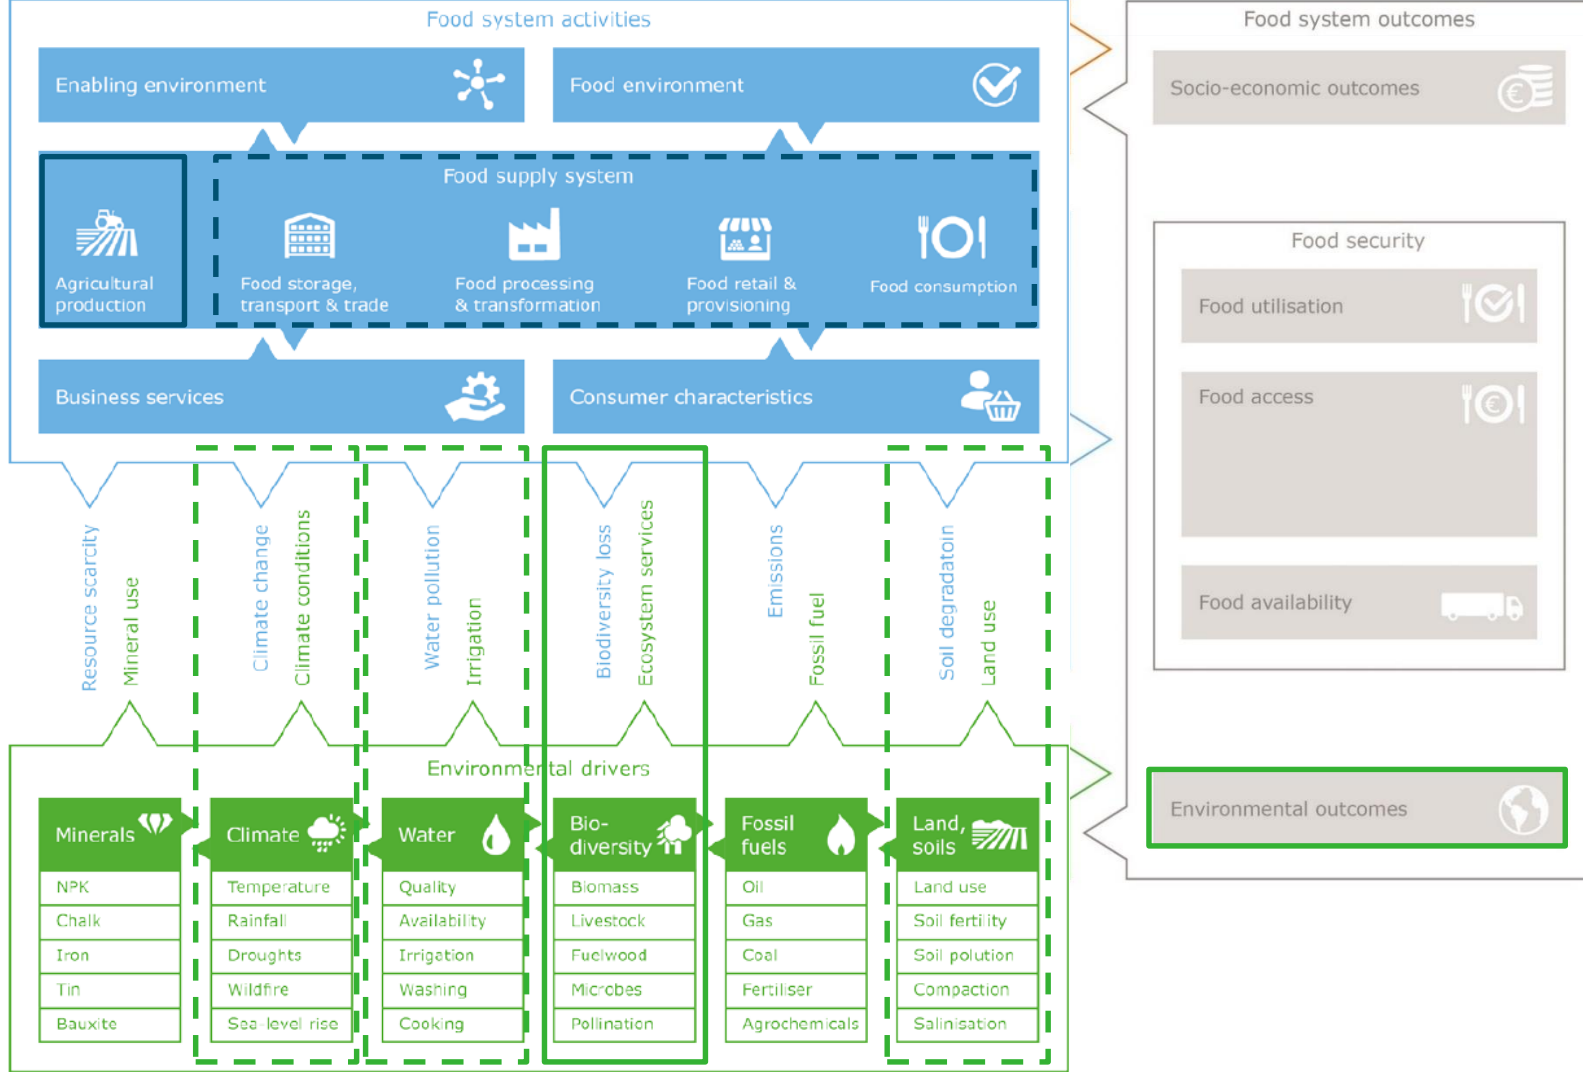 Food system activities
Enabling environment
Food environment
Food supply system
Agricultural
production
Food storage,
transport & trade
Food processing
& transformation
Food retail &
provisioning
Food consumption
Business services
Consumer characteristics
Resource scarcity
Mineral use
Climate change
Climate conditions
Water pollution
Irrigation
Biodiversity loss
Ecosystem services
Emissions
Fossil fuel
Soil degradatoin
Land use
Environmental drivers
Minerals
NPK
Chalk
Iron
Tin
Bauxite
Climate
Temperature
Rainfall
Droughts
Wildfire
Sea-level rise
Water
Quality
Availability
Irrigation
Washing
Cooking
Bio-
diversity
Biomass
Livestock
Fuelwood
Microbes
Pollination
Fossil
fuels
Oil
Gas
Coal
Fertiliser
Agrochemicals
Land,
soils
Land use
Soil fertility
Soil polution
Compaction
Salinisation
Food system outcomes
Socio-economic outcomes
€
Food security
Food utilisation
Food access
€
Food availability
Environmental outcomes